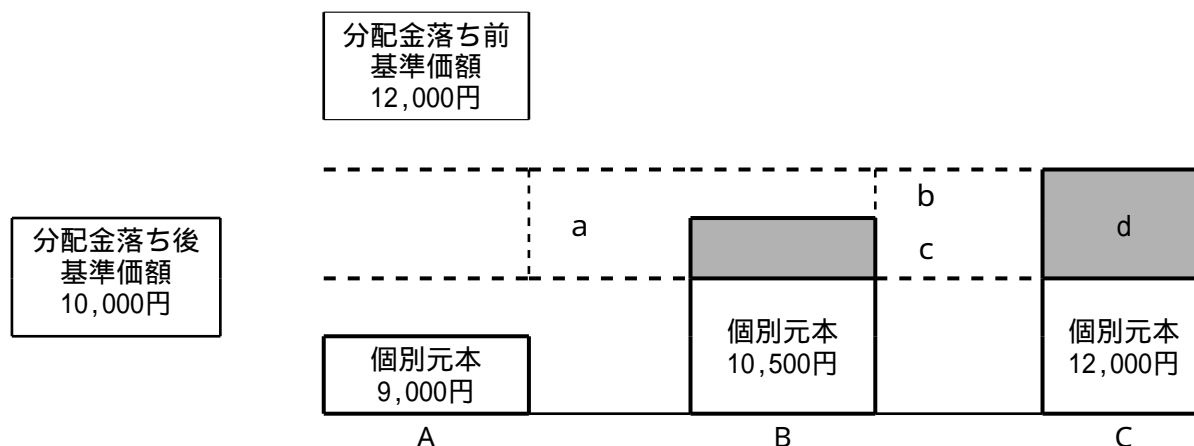 分配金落ち前
基準価額
12,000円
a
b
c
d
分配金落ち後
基準価額
10,000円
個別元本
9,000円
個別元本
10,500円
個別元本
12,000円
A
B
C